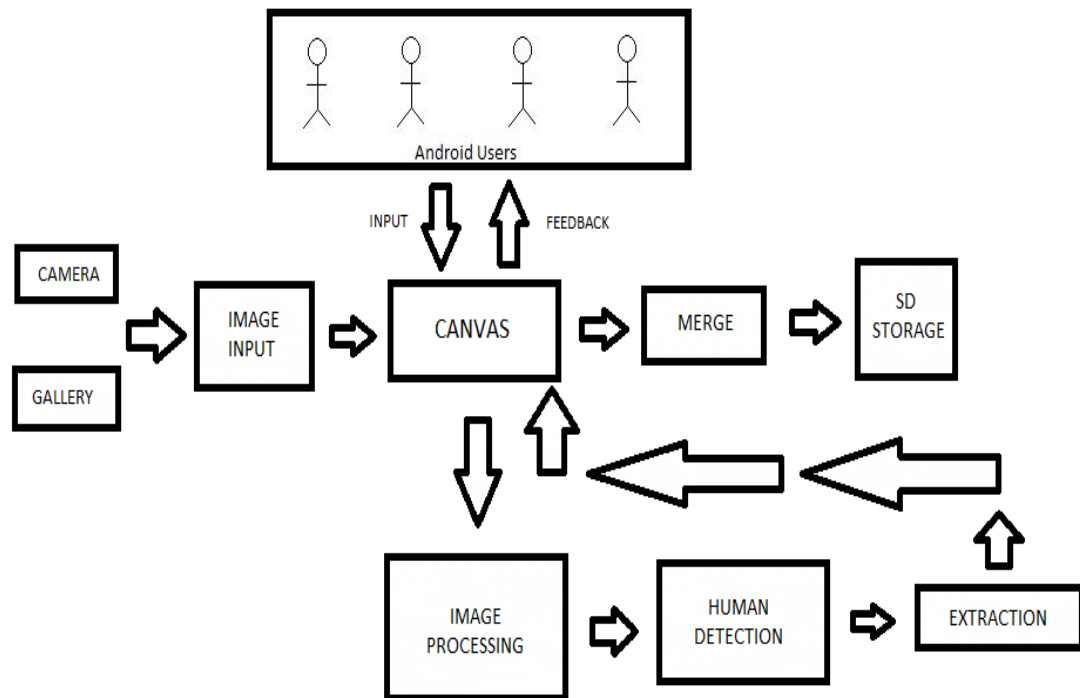 Android Users
INPUT
FEEDBACK
CAMERA
GALLERY
IMAGE
INPUT
CANVAS
MERGE
SD
STORAGE
IMAGE
PROCESSING
HUMAN
DETECTION
EXTRACTION